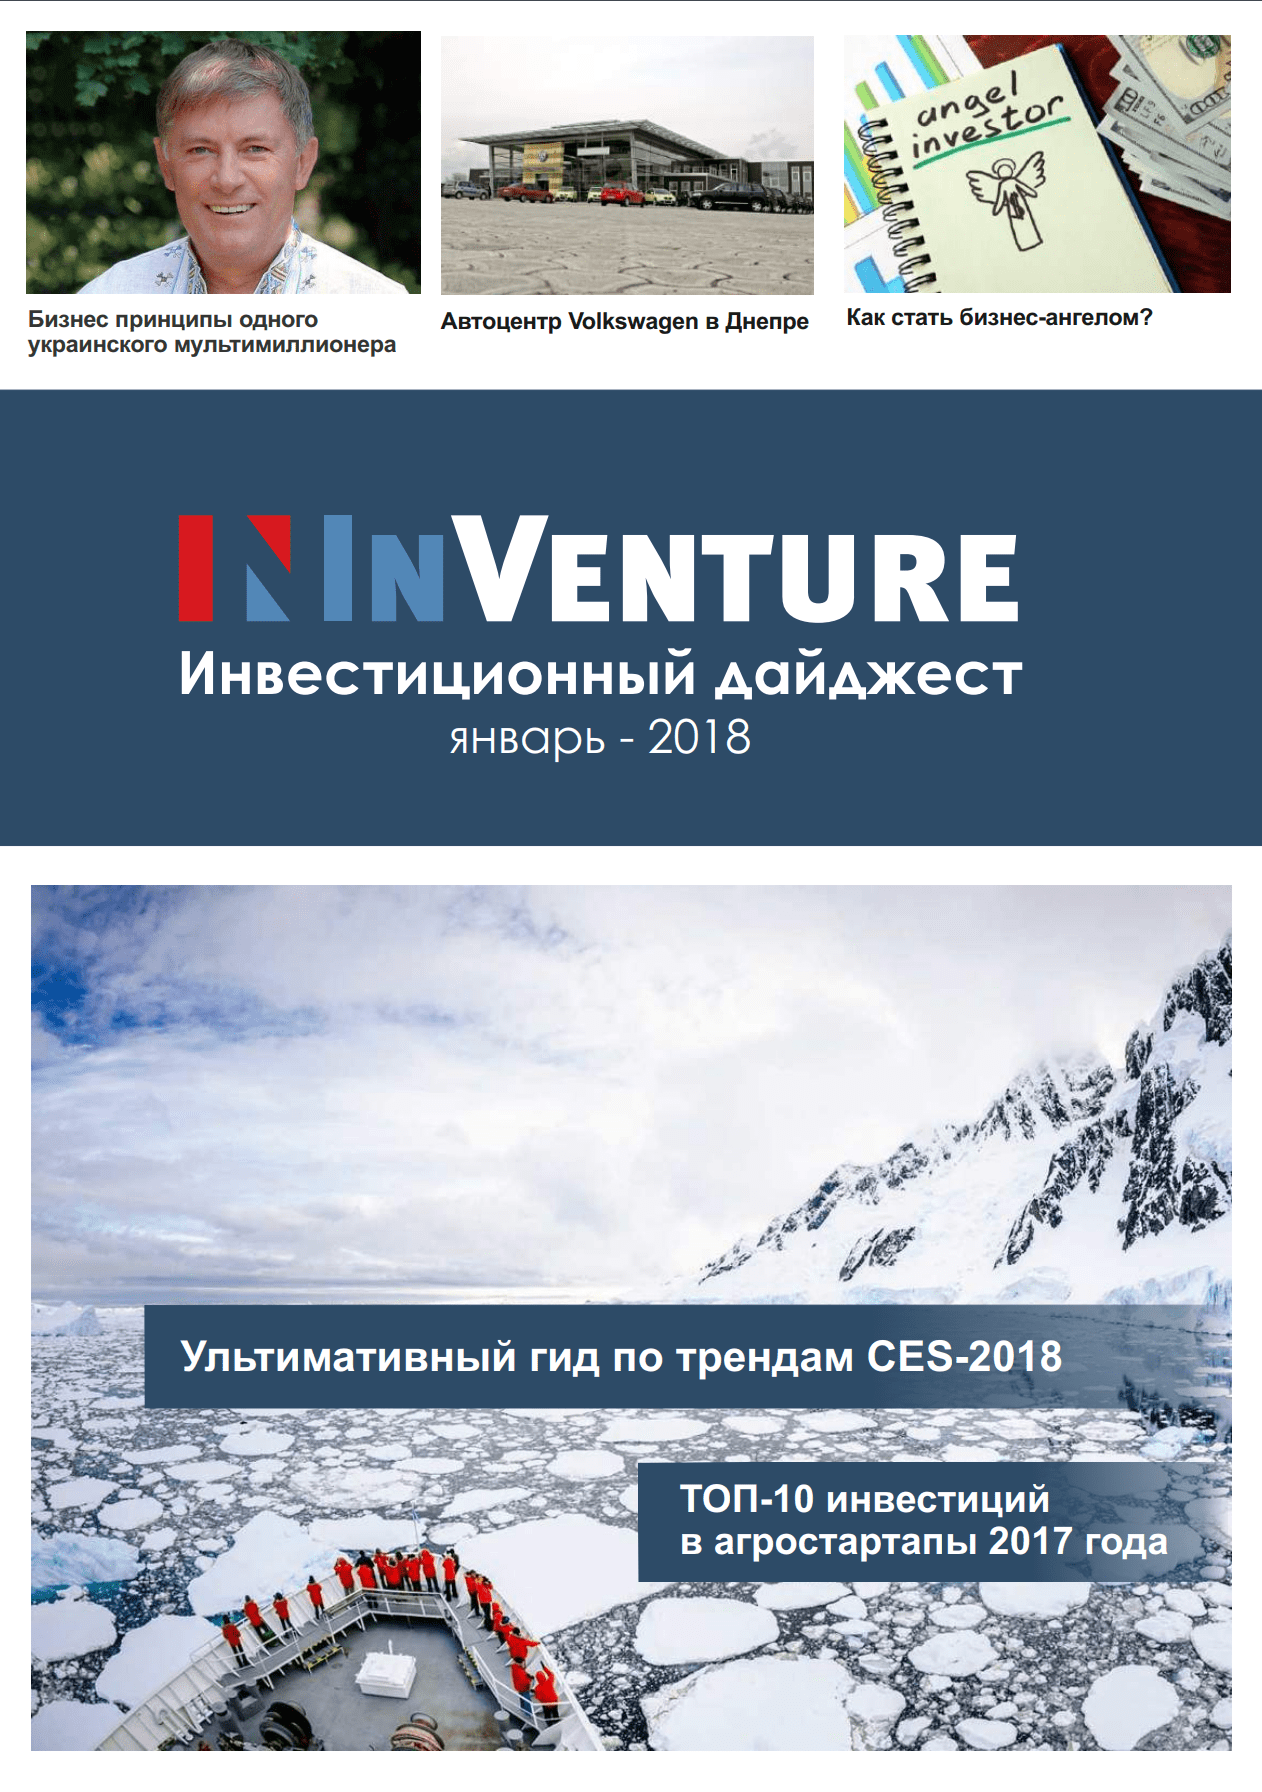 angel
investor
Бизнес принципы одного
украинского мультимиллионера
Автоцентр Volkswagen в Днепре
Как стать бизнес-ангелом?
INVENTURE
Инвестиционный дайджест
январь - 2018
Ультимативный гид по трендам CES-2018
ТОП-10 инвестиций
в агростартапы 2017 года